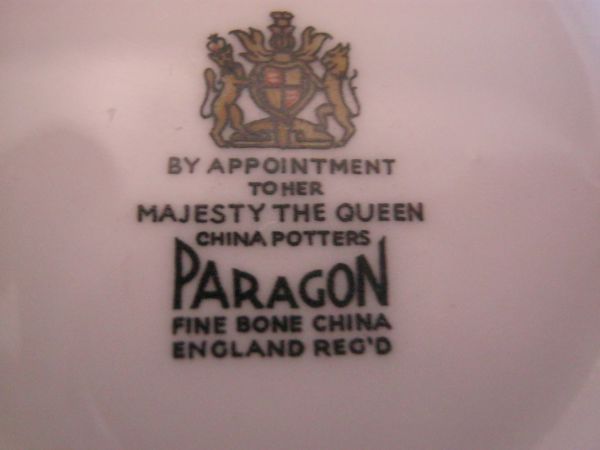 BY APPOINTMENT
TO HER
MAJESTY THE QUEEN
CHINA POTTERS
PARAGON
FINE BONE CHINA
ENGLAND REG'D